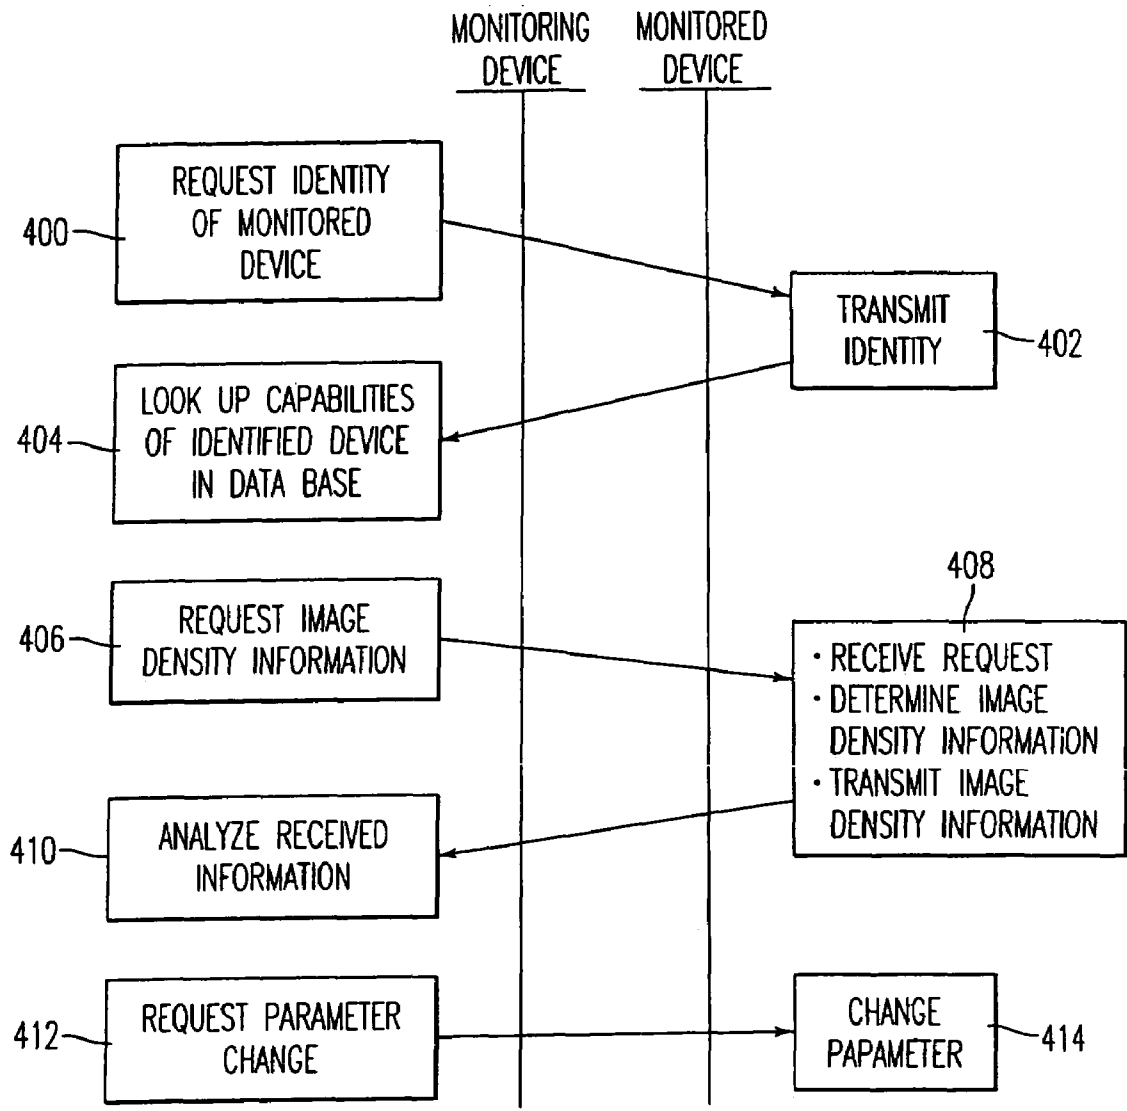 MONITORING
DEVICE
MONITORED
DEVICE
REQUEST IDENTITY
OF MONITORED
DEVICE
400
TRANSMIT
IDENTITY
402
LOOK UP CAPABILITIES
OF IDENTIFIED DEVICE
IN DATA BASE
404
REQUEST IMAGE
DENSITY INFORMATION
406
408
· RECEIVE REQUEST
· DETERMINE IMAGE
DENSITY INFORMATION
· TRANSMIT IMAGE
DENSITY INFORMATION
ANALYZE RECEIVED
INFORMATION
410
REQUEST PARAMETER
CHANGE
412
CHANGE
PAPAMETER
414